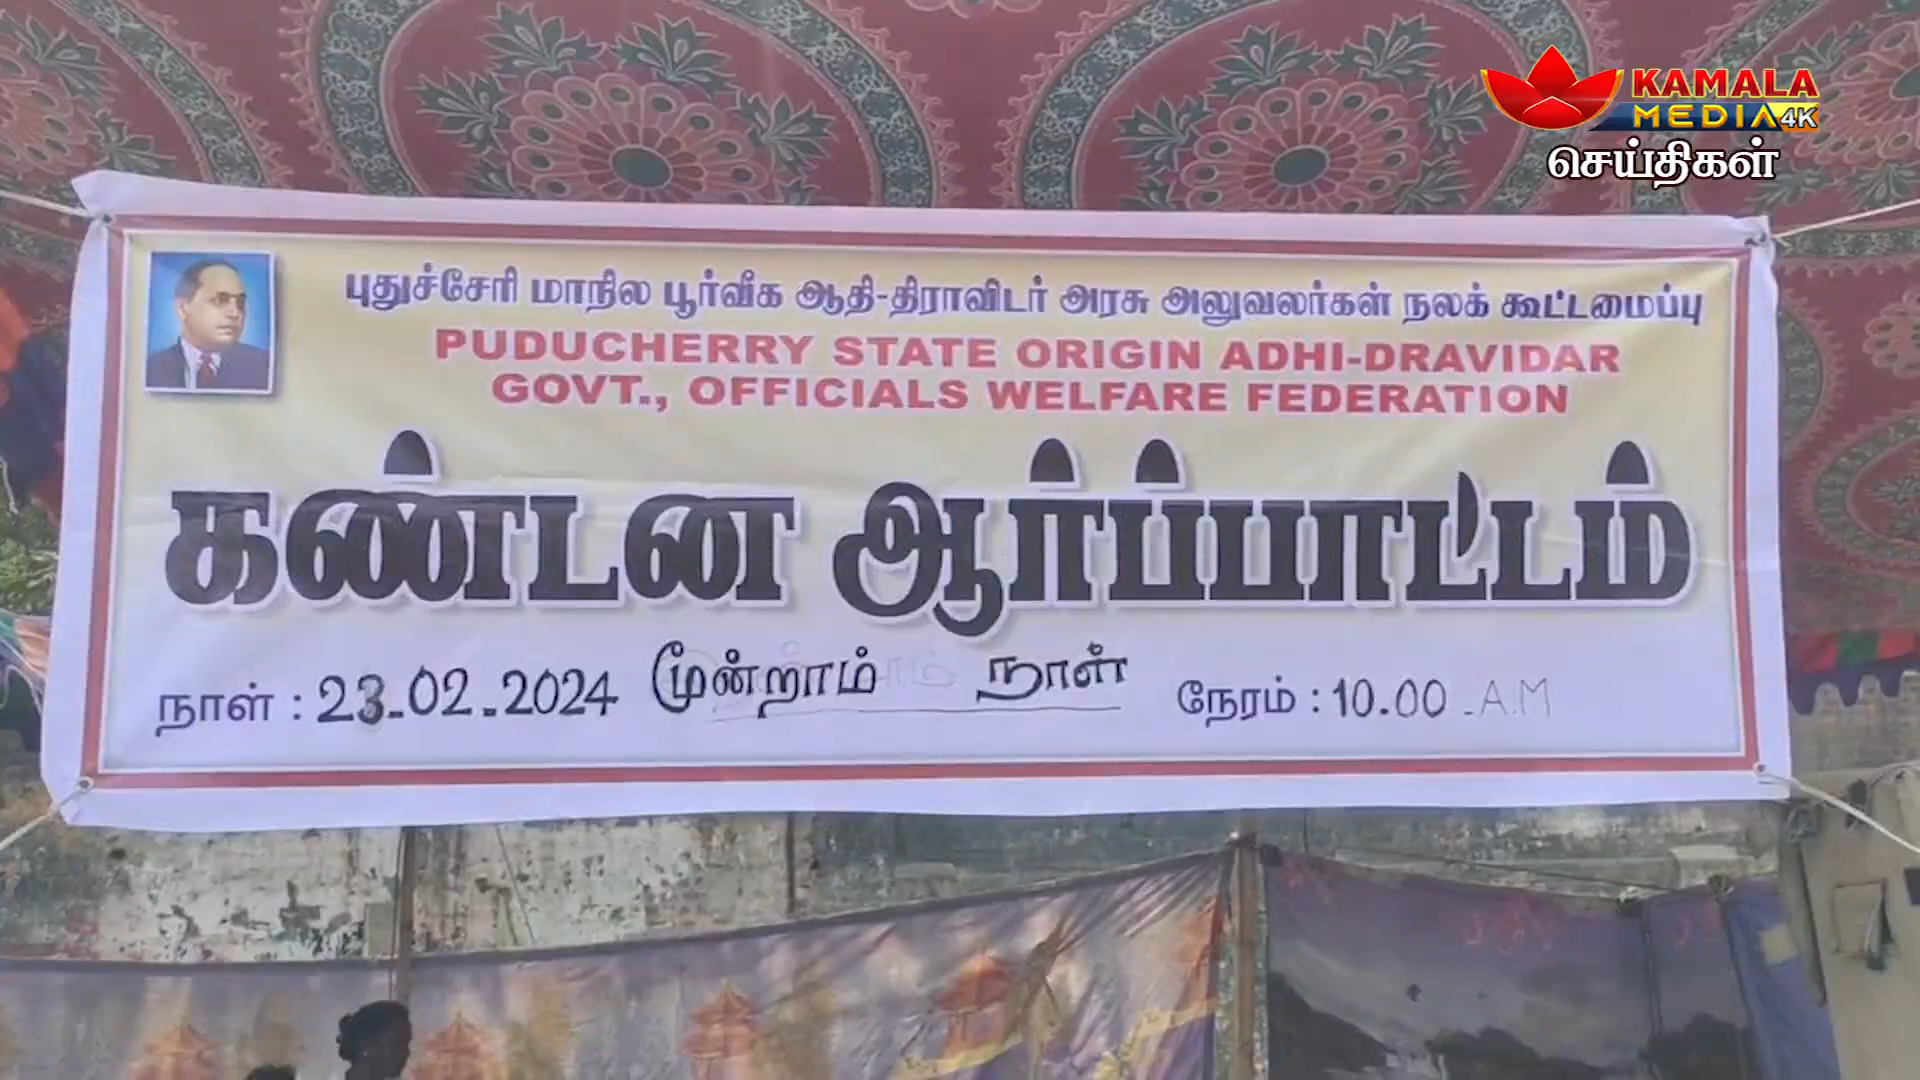 KAMALA
MEDIA 4K
செய்திகள்
புதுச்சேரி மாநில பூர்வீக ஆதி-திராவிடர் அரசு அலுவலர்கள் நலக் கூட்டமைப்பு
PUDUCHERRY STATE ORIGIN ADHI-DRAVIDAR
GOVT., OFFICIALS WELFARE FEDERATION
கண்டன ஆர்ப்பாட்டம்
நாள் : 23.02.2024 மூன்றாம் நாள் நேரம் : 10.00 A.M